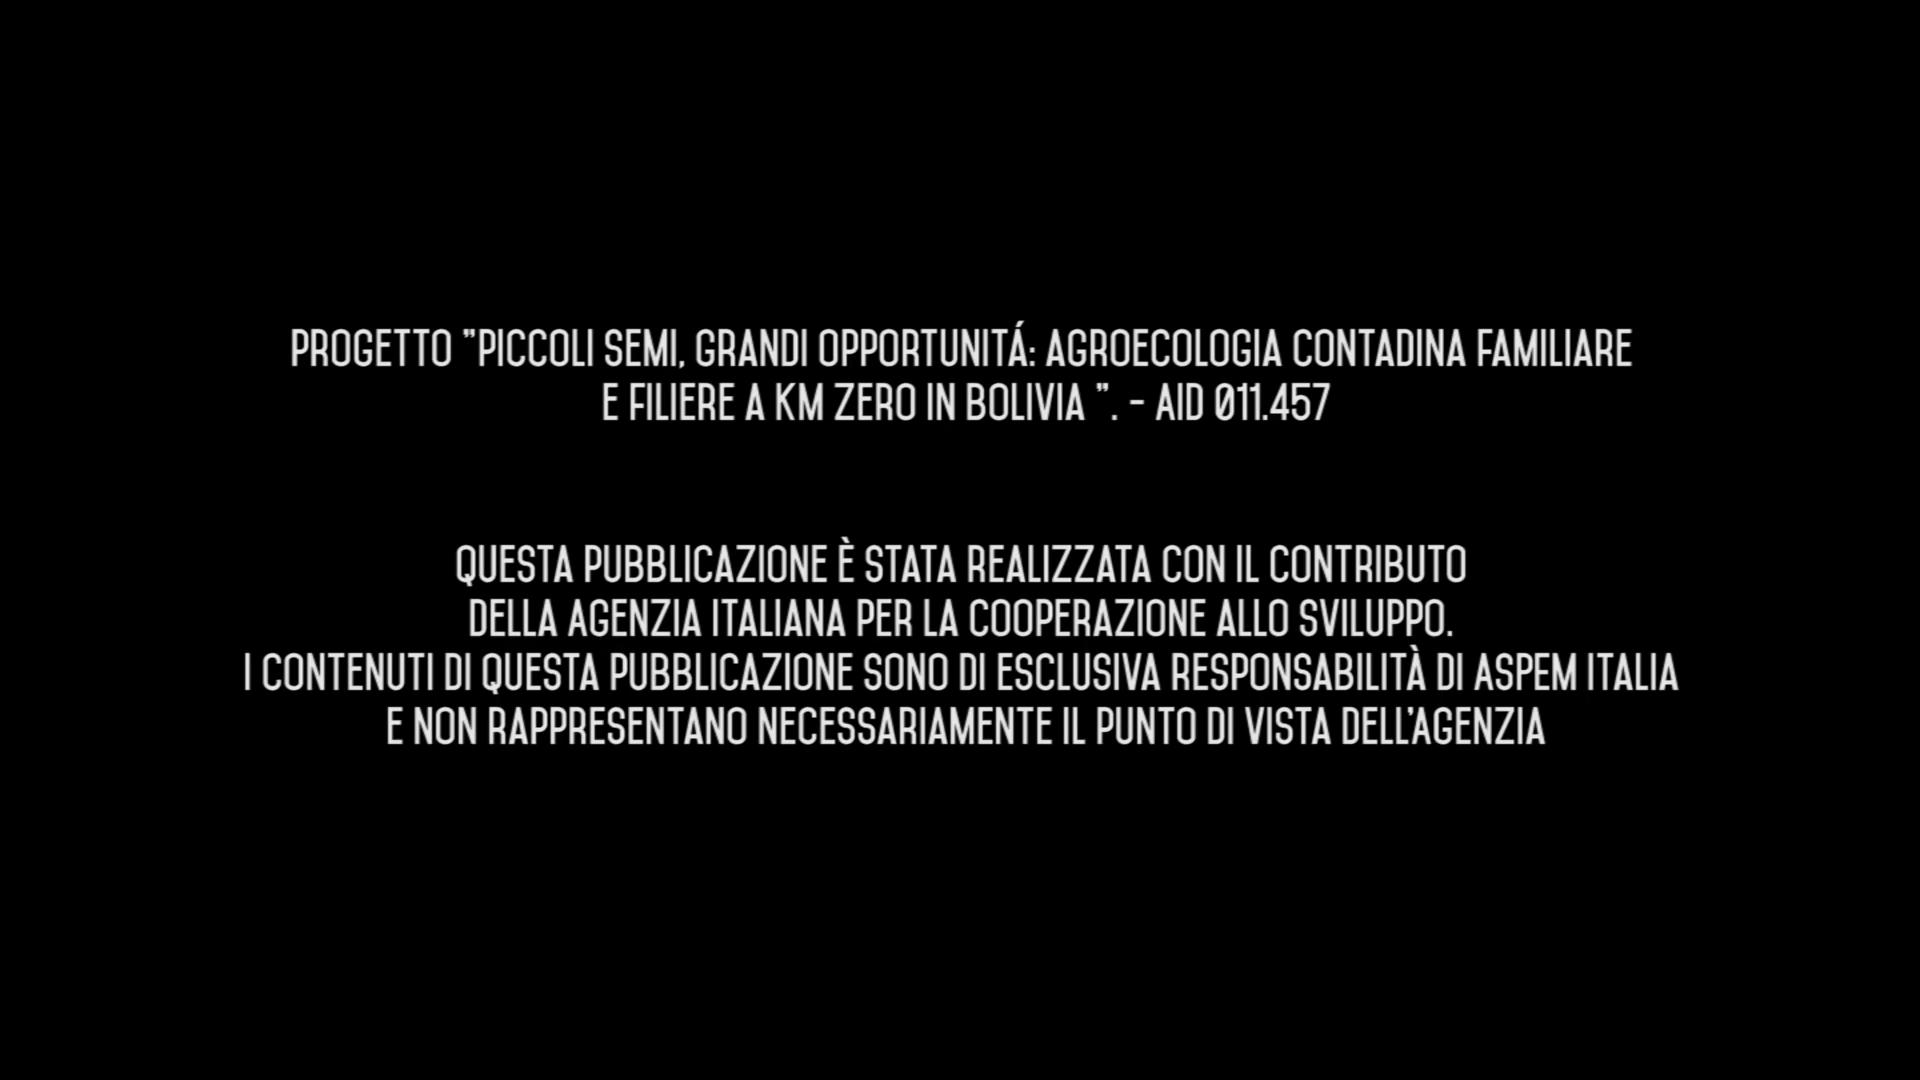 PROGETTO "PICCOLI SEMI, GRANDI OPPORTUNITÁ: AGROECOLOGIA CONTADINA FAMILIARE
E FILIERE A KM ZERO IN BOLIVIA ". - AID 011.457
QUESTA PUBBLICAZIONE È STATA REALIZZATA CON IL CONTRIBUTO
DELLA AGENZIA ITALIANA PER LA COOPERAZIONE ALLO SVILUPPO.
I CONTENUTI DI QUESTA PUBBLICAZIONE SONO DI ESCLUSIVA RESPONSABILITÀ DI ASPEM ITALIA
E NON RAPPRESENTANO NECESSARIAMENTE IL PUNTO DI VISTA DELL'AGENZIA